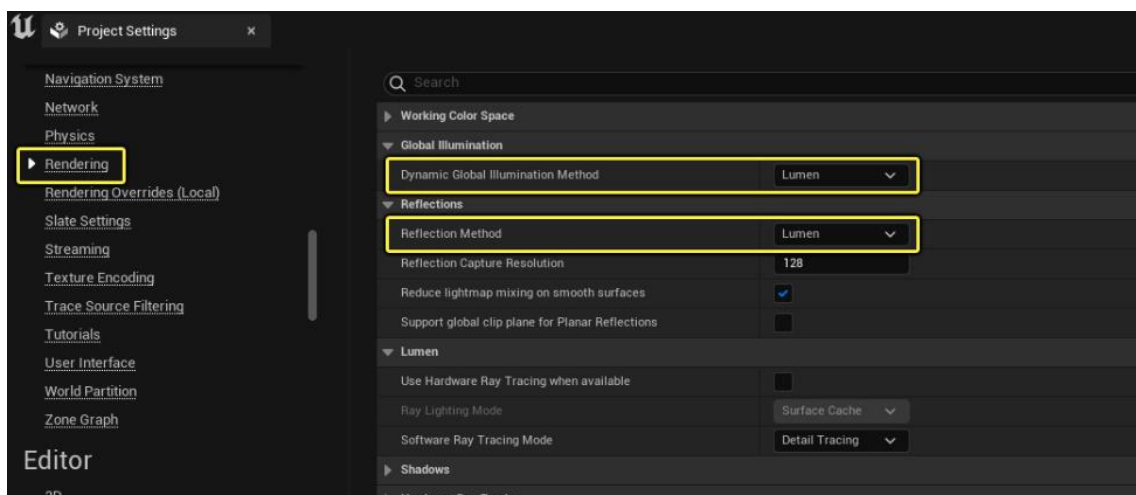 Project Settings
Navigation System
Network
Physics
Rendering
Rendering Overrides (Local)
Slate Settings
Streaming
Texture Encoding
Trace Source Filtering
Tutorials
User Interface
World Partition
Zone Graph
Editor
2D
Search
Working Color Space
Global Illumination
Dynamic Global Illumination Method Lumen
Reflections
Reflection Method Lumen
Reflection Capture Resolution 128
Reduce lightmap mixing on smooth surfaces
Support global clip plane for Planar Reflections
Lumen
Use Hardware Ray Tracing when available
Ray Lighting Mode Surface Cache
Software Ray Tracing Mode Detail Tracing
Shadows